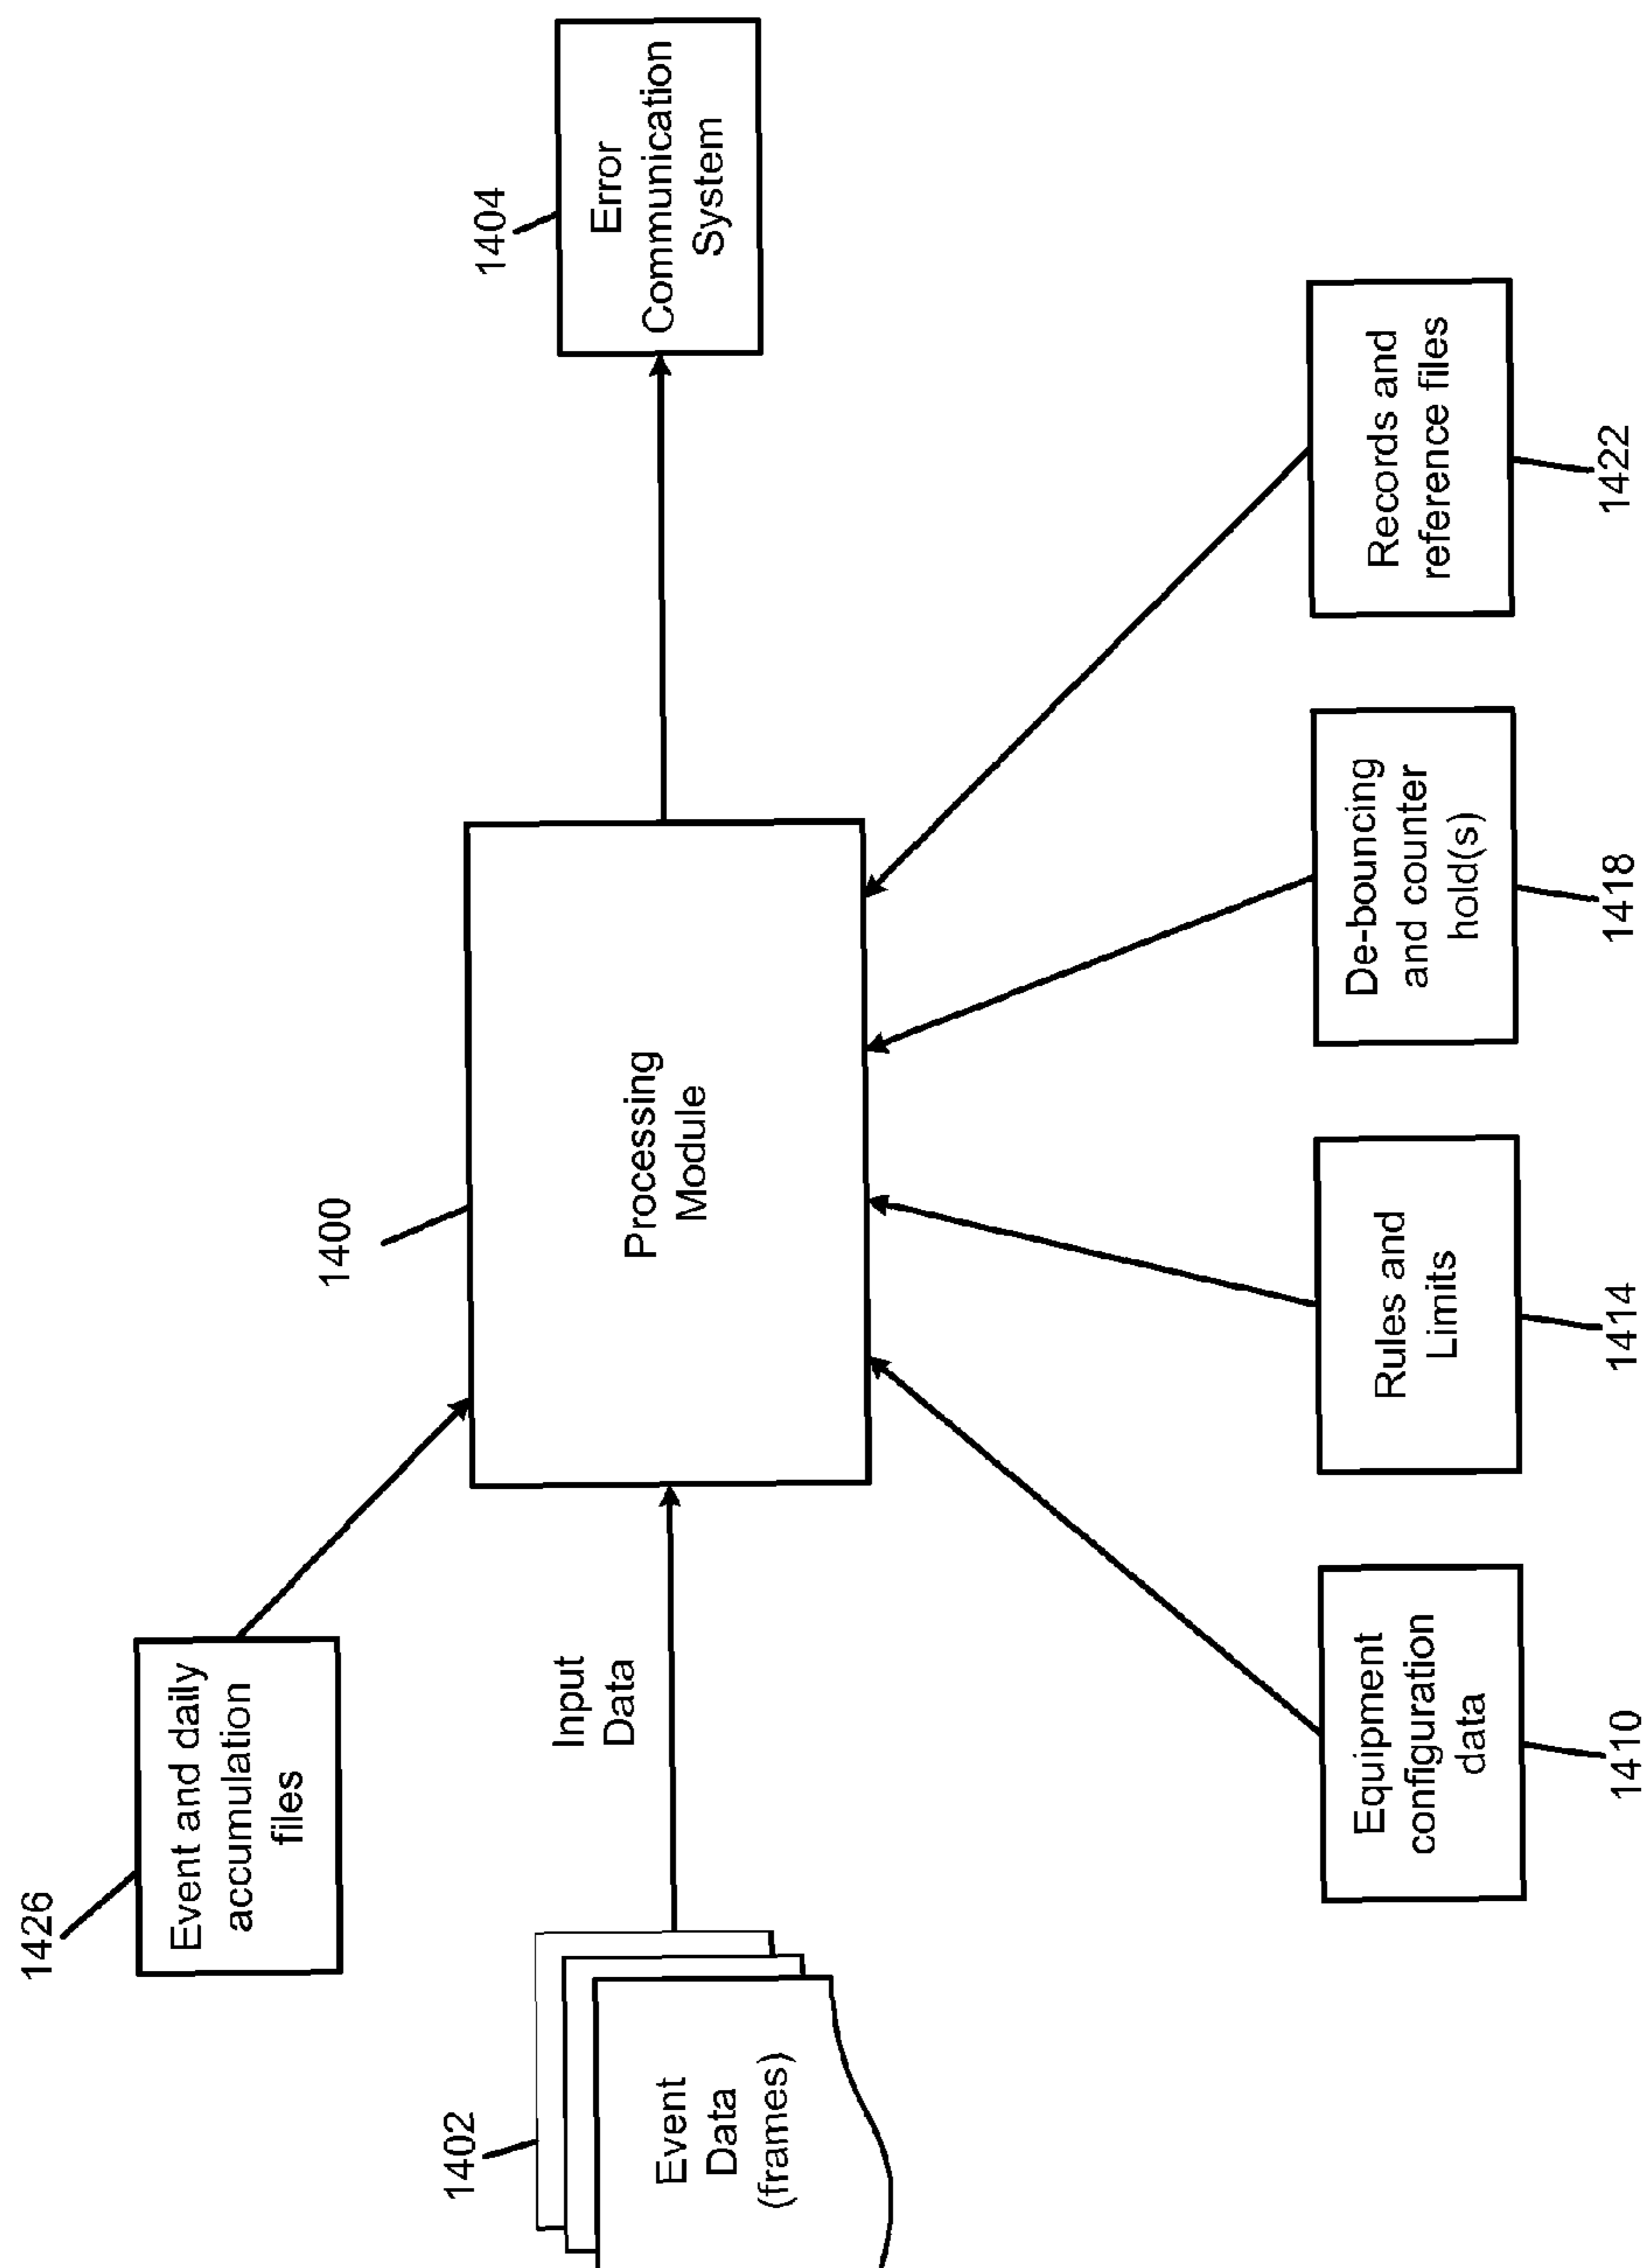 1426
Event and daily
accumulation
files
1400
1404
Error
Communication
System
1402
Event
Data
(frames)
Input
Data
Processing
Module
Equipment
configuration
data
1410
Rules and
Limits
1414
De-bouncing
and counter
hold(s)
1418
Records and
reference files
1422